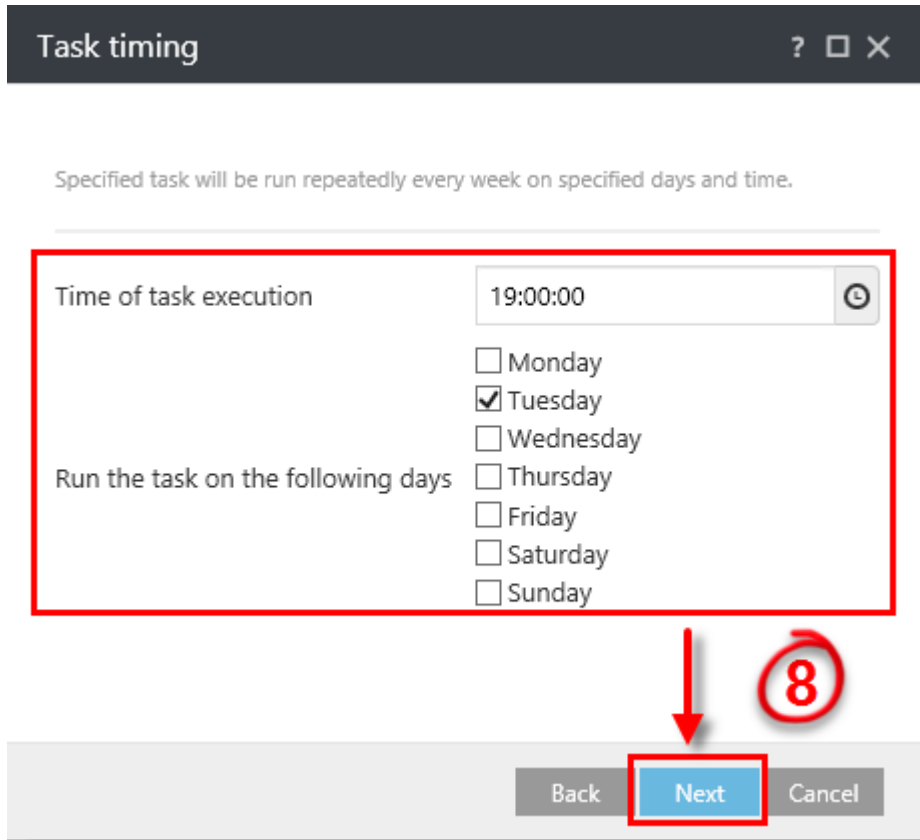 Task timing ?
Specified task will be run repeatedly every week on specified days and time.
Time of task execution 19:00:00
Monday
Tuesday
Wednesday
Run the task on the following days Thursday
Friday
Saturday
Sunday
8
Back Next Cancel